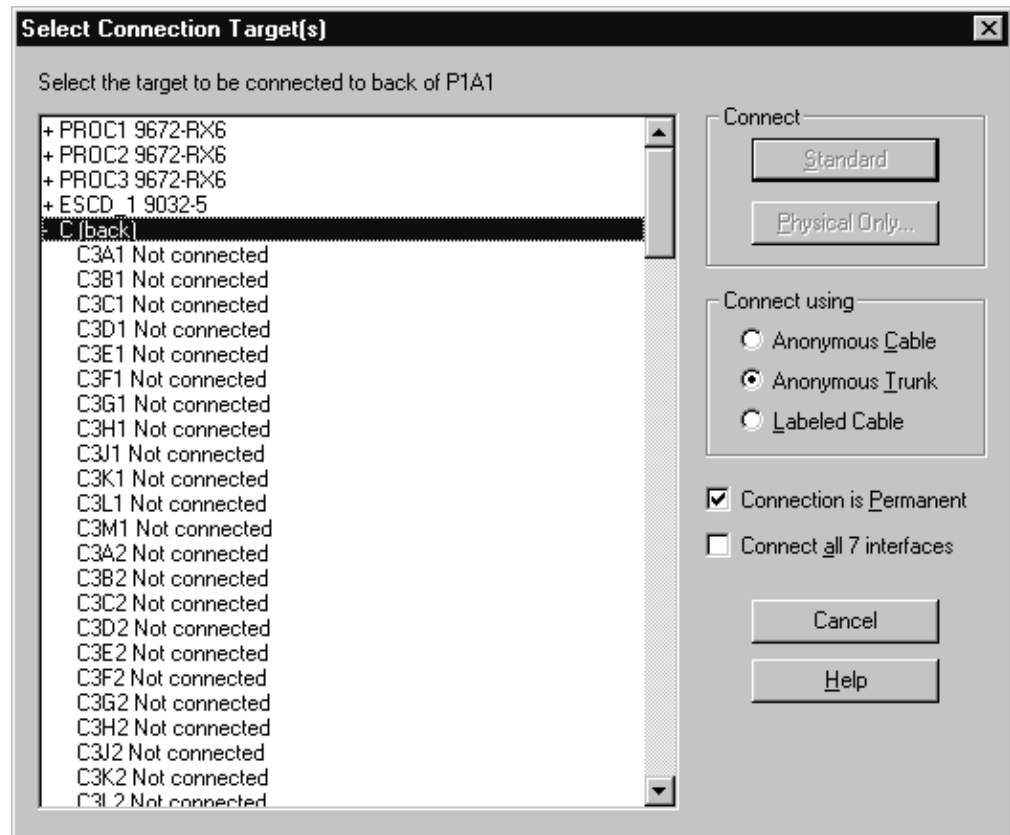 Select Connection Target(s)
Select the target to be connected to back of P1A1
+ PROC1 9672-RX6
+ PROC2 9672-RX6
+ PROC3 9672-RX6
+ ESCD_1 9032-5
- C (back)
C3A1 Not connected
C3B1 Not connected
C3C1 Not connected
C3D1 Not connected
C3E1 Not connected
C3F1 Not connected
C3G1 Not connected
C3H1 Not connected
C3J1 Not connected
C3K1 Not connected
C3L1 Not connected
C3M1 Not connected
C3A2 Not connected
C3B2 Not connected
C3C2 Not connected
C3D2 Not connected
C3E2 Not connected
C3F2 Not connected
C3G2 Not connected
C3H2 Not connected
C3J2 Not connected
C3K2 Not connected
C3L2 Not connected
Connect
Standard
Physical Only...
Connect using
Anonymous Cable
Anonymous Trunk
Labeled Cable
Connection is Permanent
Connect all 7 interfaces
Cancel
Help